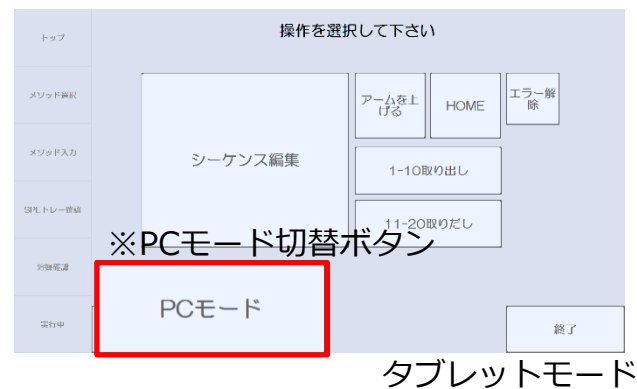 操作を選択して下さい
トップ
メソッド選択
メソッド入力
SPEトレー確認
実行中
シーケンス編集
アームを上
げる
HOME
エラー解
除
1-10取り出し
11-20取りだし
※PCモード切替ボタン
PCモード
終了
タブレットモード